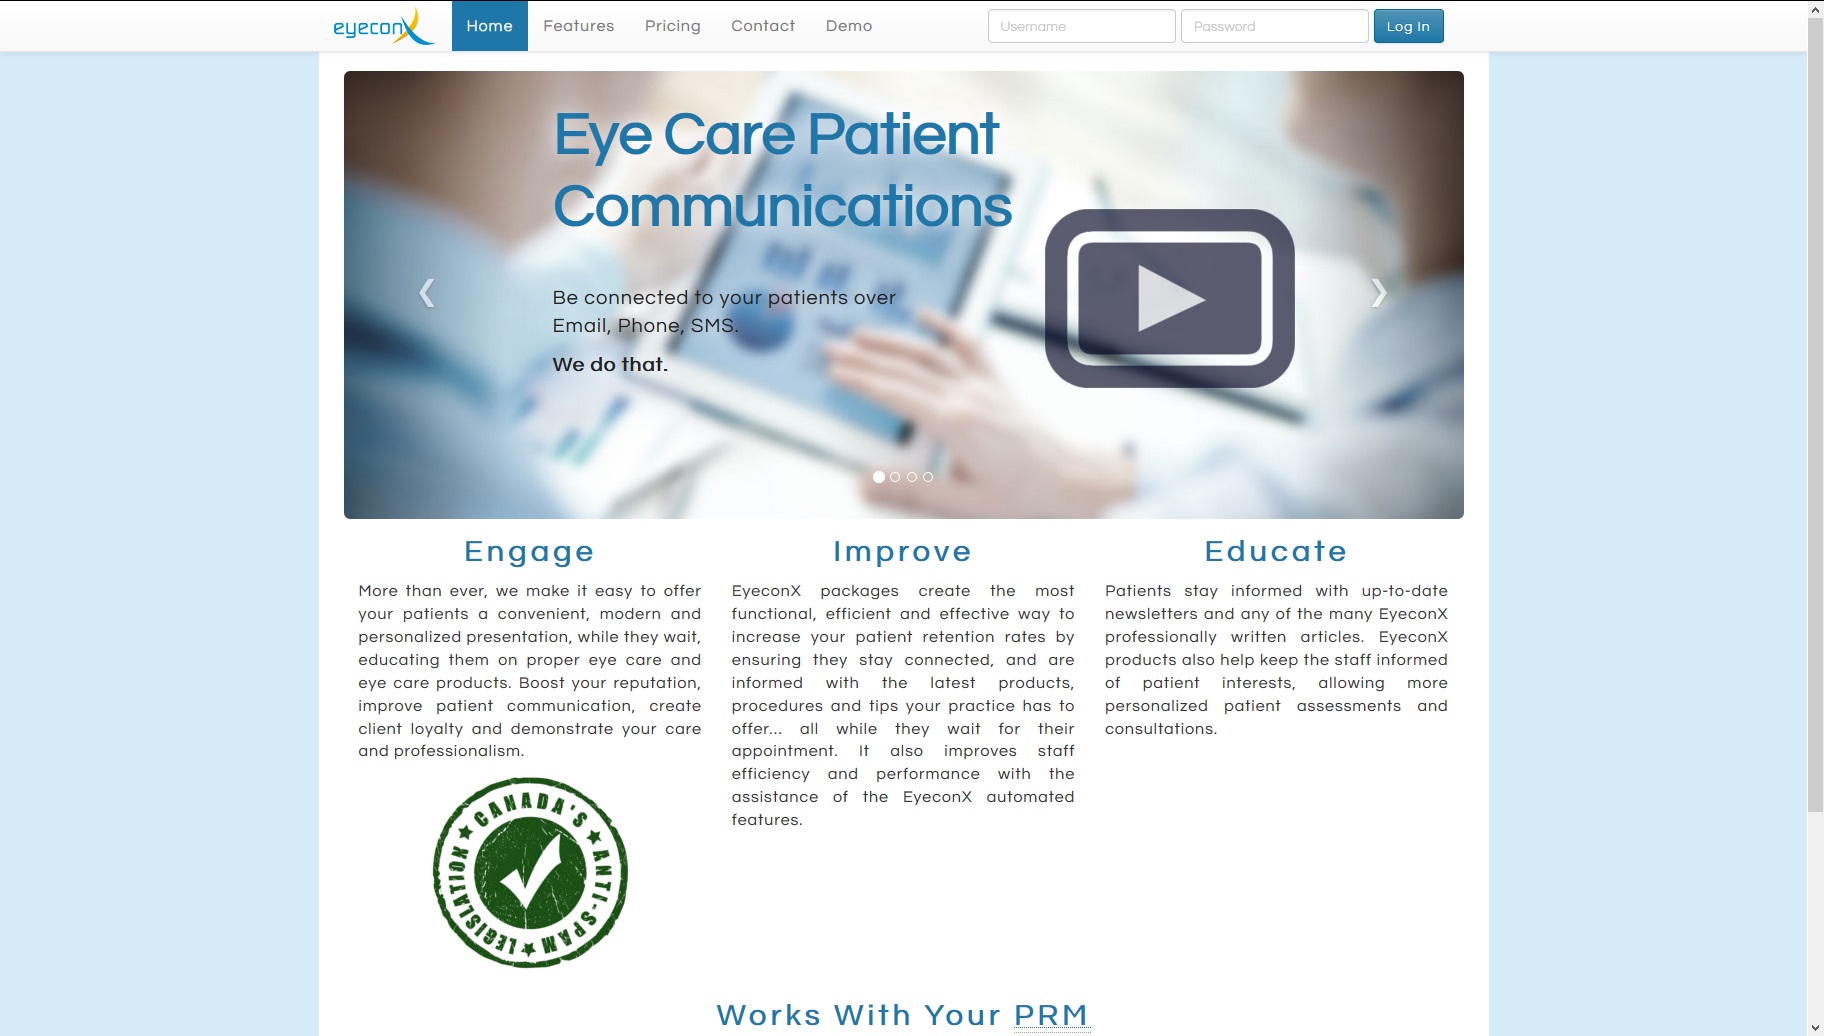 eyeconX
Home Features Pricing Contact Demo Username Password Log In
Eye Care Patient
Communications
Be connected to your patients over
Email, Phone, SMS.
We do that.
Engage
More than ever, we make it easy to offer
your patients a convenient, modern and
personalized presentation, while they wait,
educating them on proper eye care and
eye care products. Boost your reputation,
improve patient communication, create
client loyalty and demonstrate your care
and professionalism.
CANADA'S ★ ANTI-SPAM ★ LEGISLATION ★
Improve
EyeconX packages create the most
functional, efficient and effective way to
increase your patient retention rates by
ensuring they stay connected, and are
informed with the latest products,
procedures and tips your practice has to
offer... all while they wait for their
appointment. It also improves staff
efficiency and performance with the
assistance of the EyeconX automated
features.
Educate
Patients stay informed with up-to-date
newsletters and any of the many EyeconX
professionally written articles. EyeconX
products also help keep the staff informed
of patient interests, allowing more
personalized patient assessments and
consultations.
Works With Your PRM